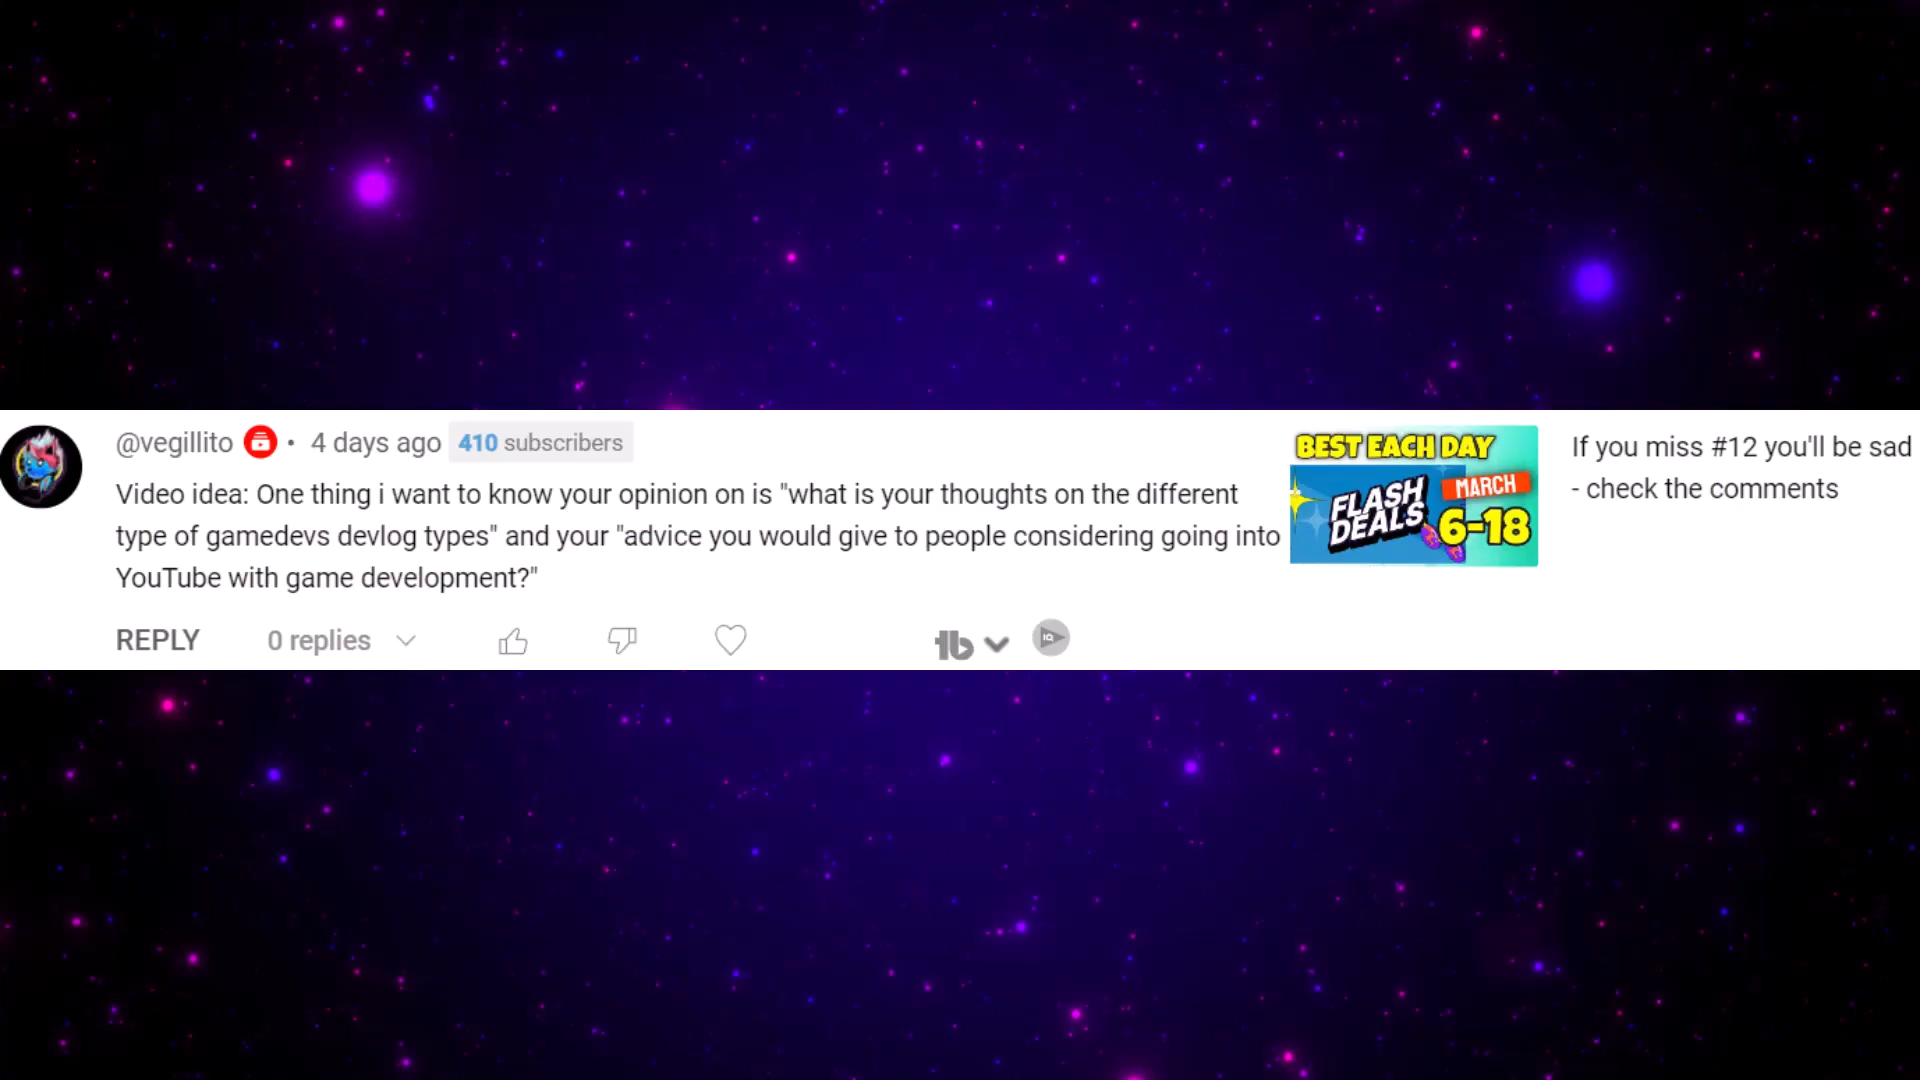 @vegillito • 4 days ago 410 subscribers
Video idea: One thing i want to know your opinion on is "what is your thoughts on the different
type of gamedevs devlog types" and your "advice you would give to people considering going into
YouTube with game development?"
REPLY 0 replies
tb
IQ
BEST EACH DAY
FLASH
DEALS
MARCH
6-18
If you miss #12 you'll be sad
- check the comments